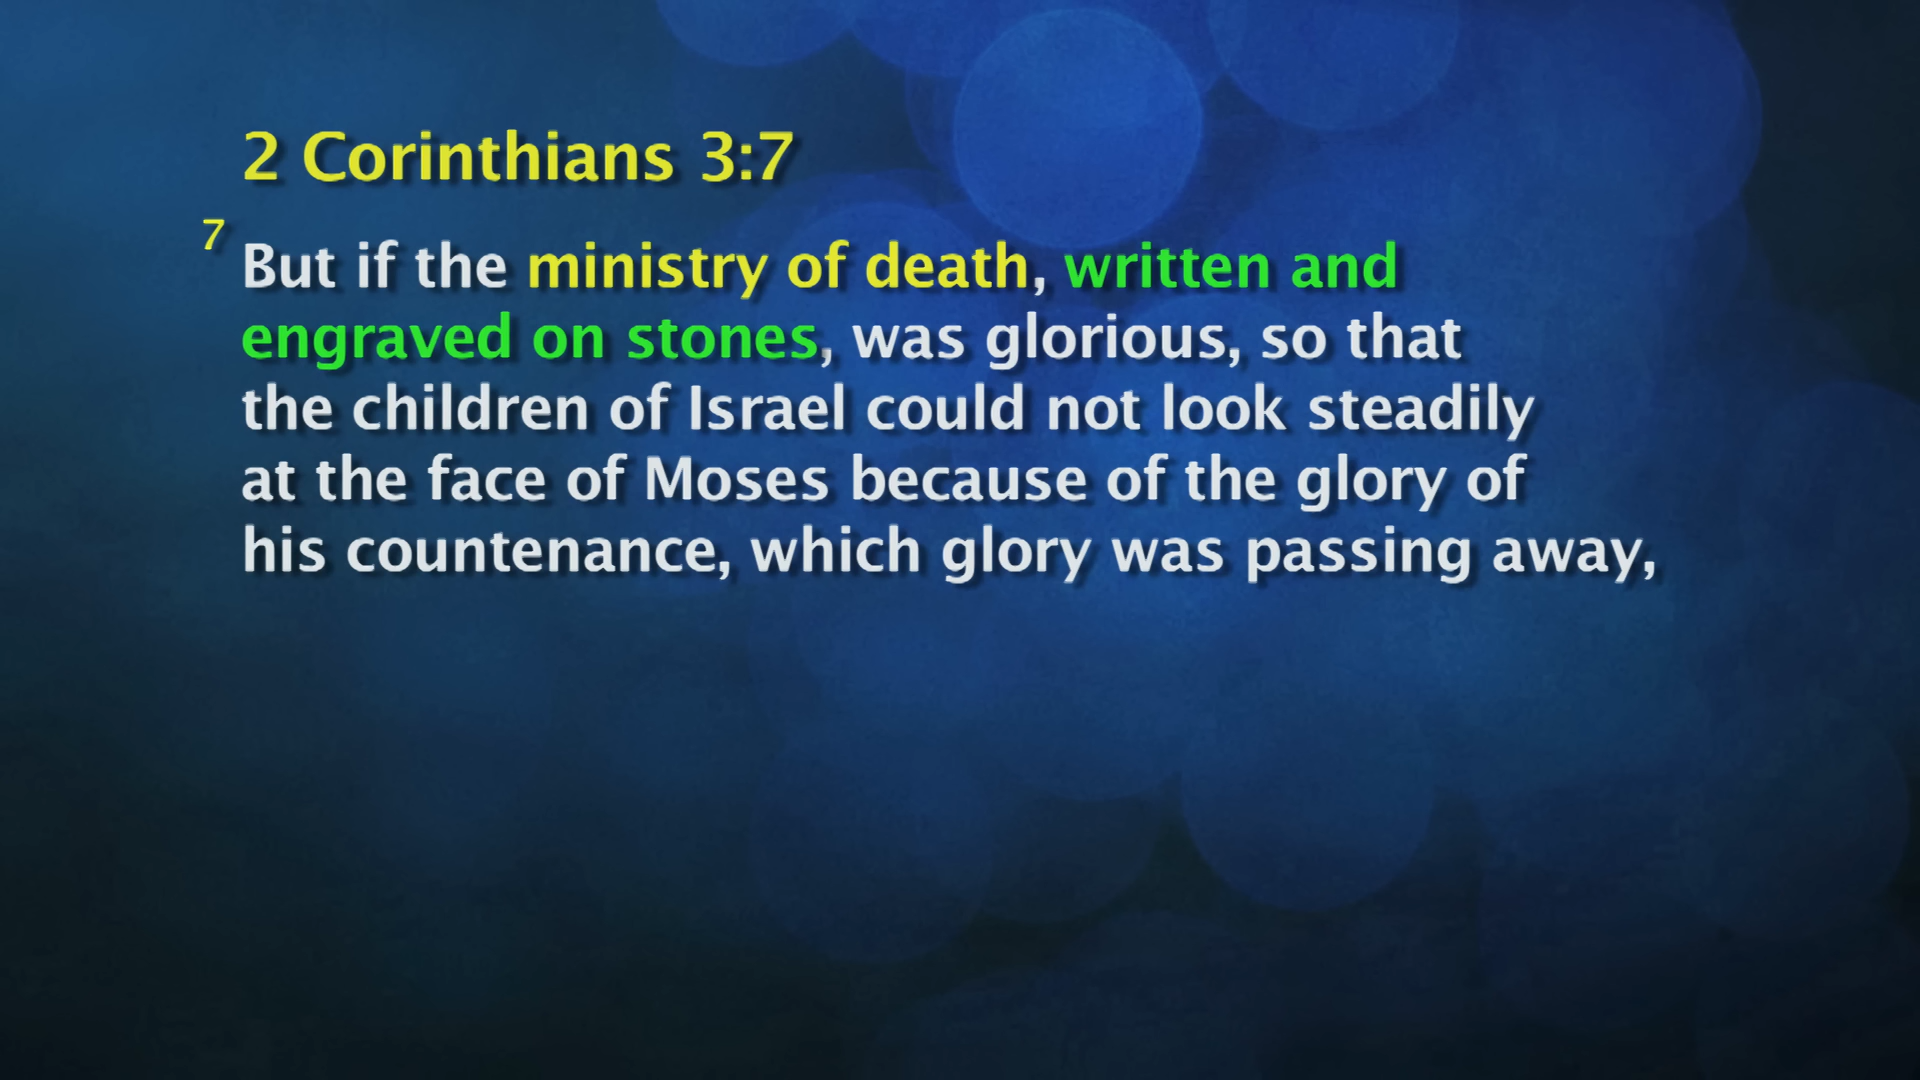 2 Corinthians 3:7
7 But if the ministry of death, written and
engraved on stones, was glorious, so that
the children of Israel could not look steadily
at the face of Moses because of the glory of
his countenance, which glory was passing away,